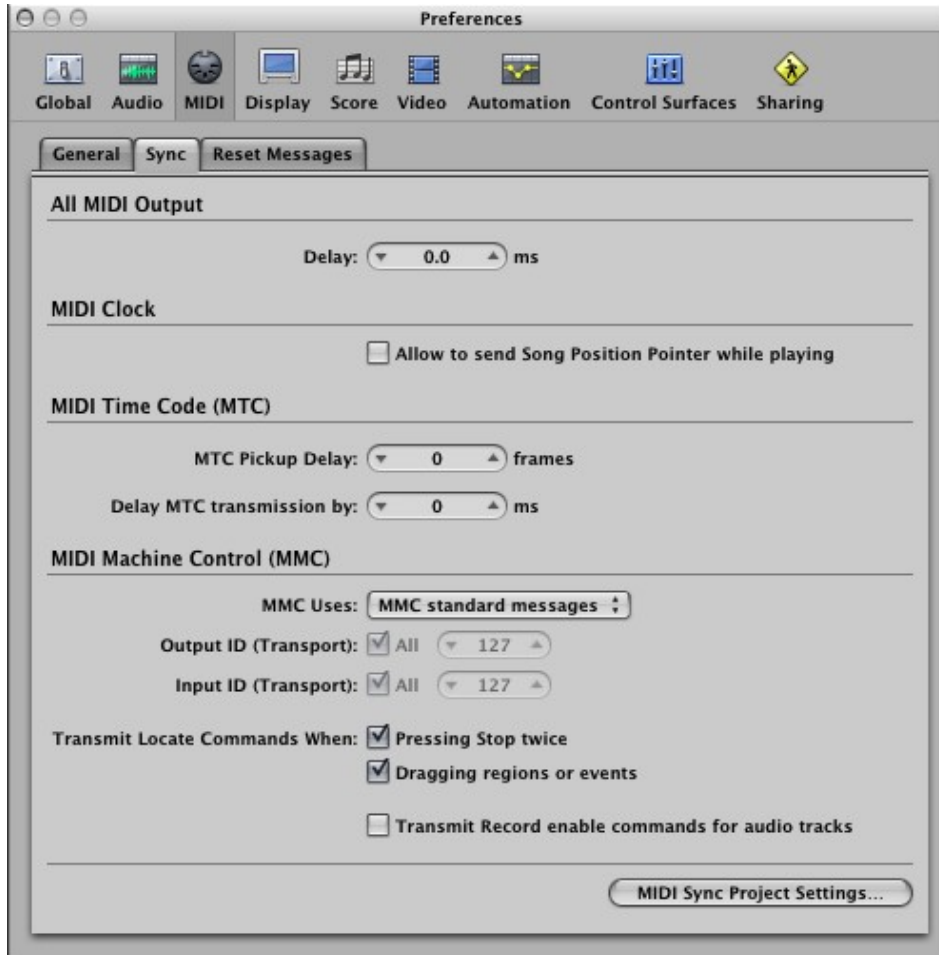 Preferences
Global Audio MIDI Display Score Video Automation Control Surfaces Sharing
General Sync Reset Messages
All MIDI Output
Delay: 0.0 ms
MIDI Clock
Allow to send Song Position Pointer while playing
MIDI Time Code (MTC)
MTC Pickup Delay: 0 frames
Delay MTC transmission by: 0 ms
MIDI Machine Control (MMC)
MMC Uses: MMC standard messages
Output ID (Transport): All 127
Input ID (Transport): All 127
Transmit Locate Commands When: Pressing Stop twice
Dragging regions or events
Transmit Record enable commands for audio tracks
MIDI Sync Project Settings...